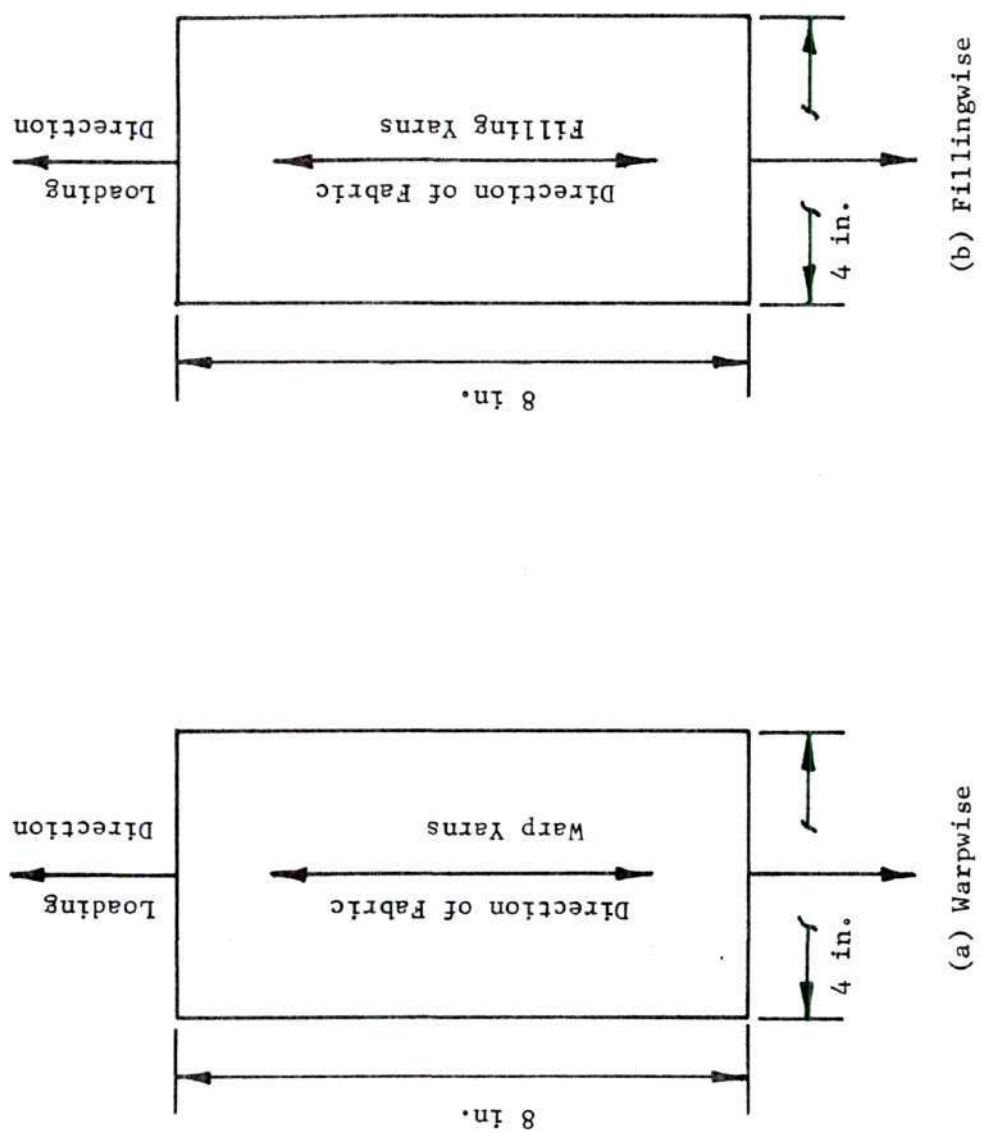 Loading
Direction
Direction of Fabric
Warp Yarns
8 in.
4 in.
(a) Warpwise
Loading
Direction
Direction of Fabric
Filling Yarns
8 in.
4 in.
(b) Fillingwise